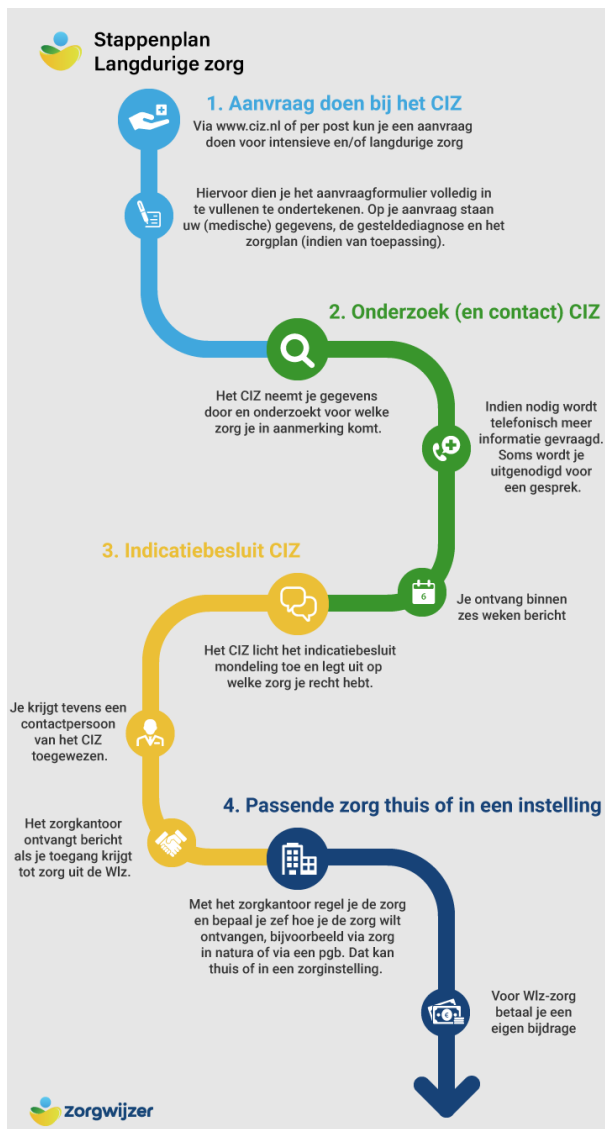 Stappenplan
Langdurige zorg
1. Aanvraag doen bij het CIZ
Via www.ciz.nl of per post kun je een aanvraag
doen voor intensieve en/of langdurige zorg
Hiervoor dien je het aanvraagformulier volledig in
te vullenen te ondertekenen. Op je aanvraag staan
uw (medische) gegevens, de gesteldediagnose en het
zorgplan (indien van toepassing).
2. Onderzoek (en contact) CIZ
Het CIZ neemt je gegevens
door en onderzoekt voor welke
zorg je in aanmerking komt.
Indien nodig wordt
telefonisch meer
informatie gevraagd.
Soms wordt je
uitgenodigd voor
een gesprek.
6
Je ontvang binnen
zes weken bericht
3. Indicatiebesluit CIZ
Het CIZ licht het indicatiebesluit
mondeling toe en legt uit op
welke zorg je recht hebt.
Je krijgt tevens een
contactpersoon
van het CIZ
toegewezen.
Het zorgkantoor
ontvangt bericht
als je toegang krijgt
tot zorg uit de Wlz.
4. Passende zorg thuis of in een instelling
Met het zorgkantoor regel je de zorg
en bepaal je zef hoe je de zorg wilt
ontvangen, bijvoorbeeld via zorg
in natura of via een pgb. Dat kan
thuis of in een zorginstelling.
€
Voor Wlz-zorg
betaal je een
eigen bijdrage
zorgwijzer